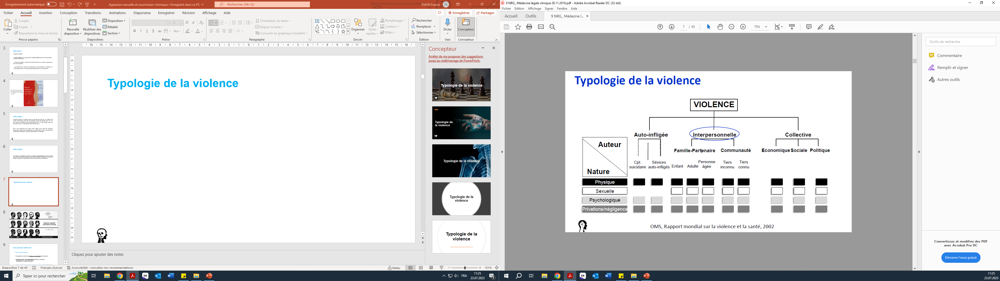 Enregistrement automatique
Agression sexuelle et soumission chimique • Enregistré dans ce PC
Rechercher (Alt+Q)
EVAIN France
Fichier
Accueil
Insertion
Conception
Transitions
Animations
Diaporama
Enregistrer
Révision
Affichage
Aide
Enregistrer
Partager
Coller
Couper
Copier
Reproduire la mise en forme
Presse-papiers
Nouvelle
diapositive
Réutiliser des
diapositives
Disposition
Rétablir
Section
Diapositives
21
G I S S ab AV Aa A
Police
Orientation du texte
Aligner le texte
Convertir en graphique SmartArt
Paragraphe
Organiser
Styles
rapides
Remplissage
Contour
Effets
Dessin
Rechercher
Remplacer
Sélectionner
Édition
Dicter
Voix
Concepteur
Concepteur
3
Définitions
4
5
OMS (2002)
6
OMS (2002)
7
Typologie de la violence
8
Agression sexuelle,
soumission chimique
9
Abus sexuel: Définition
Typologie de la violence
Cliquez pour ajouter des notes
Concepteur
Arrêter de me proposer des suggestions
jusqu'au redémarrage de PowerPoint.
Typologie de la violence
Typologie de
la violence
Typologie de la violence
Typologie de la
violence
Typologie de la
violence
Diapositive 7 de 40
Français (Suisse)
Accessibilité : consultez nos recommandations
Notes
101%
Taper ici pour rechercher
FRA
11:25
23.07.2023
5
9 NRG_ Médecine légale clinique 28.11.2018.pdf - Adobe Acrobat Reader DC (32-bit)
Fichier Edition Affichage Signer Fenêtre Aide
Accueil
Outils
9 NRG_ Médecine l...
7 / 63
75%
Typologie de la violence
VIOLENCE
Auto-infligée
Interpersonnelle
Collective
Auteur
Nature
Famille-Partenaire
Communauté
Economique
Sociale
Politique
Cpt.
suicidaire
Sévices
auto-infligés
Enfant
Adulte
Personne
âgée
Tiers
inconnu
Tiers
connu
Physique
Sexuelle
Psychologique
Privations/négligence
OMS, Rapport mondial sur la violence et la santé, 2002
Outils de recherche
Commentaire
Remplir et signer
Autres outils
Convertissez et modifiez des PDF
avec Acrobat Pro DC
Démarrer l'essai gratuit
11:25
23.07.2023